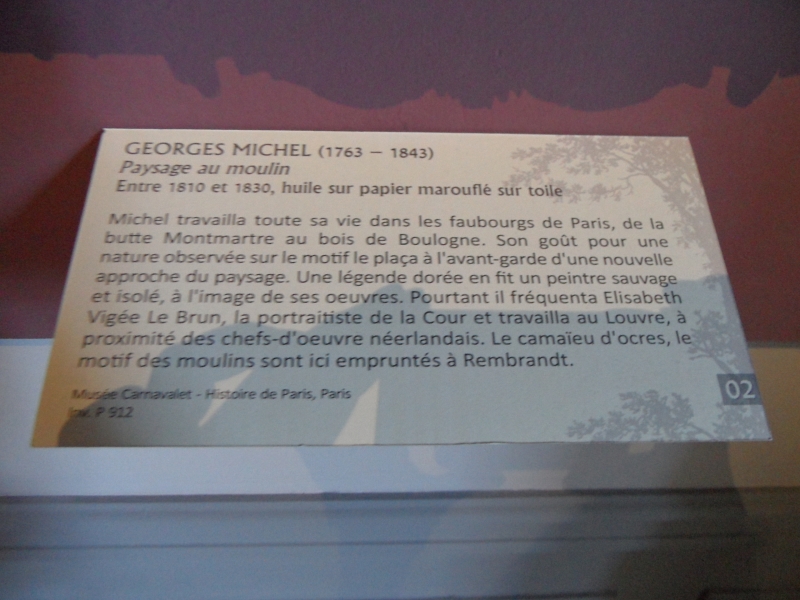 GEORGES MICHEL (1763 – 1843)
Paysage au moulin
Entre 1810 et 1830, huile sur papier marouflé sur toile
Michel travailla toute sa vie dans les faubourgs de Paris, de la
butte Montmartre au bois de Boulogne. Son goût pour une
nature observée sur le motif le plaça à l'avant-garde d'une nouvelle
approche du paysage. Une légende dorée en fit un peintre sauvage
et isolé, à l'image de ses oeuvres. Pourtant il fréquenta Elisabeth
Vigée Le Brun, la portraitiste de la Cour et travailla au Louvre, à
proximité des chefs-d'oeuvre néerlandais. Le camaïeu d'ocres, le
motif des moulins sont ici empruntés à Rembrandt.
Musée Carnavalet - Histoire de Paris, Paris
Inv. P 912
02